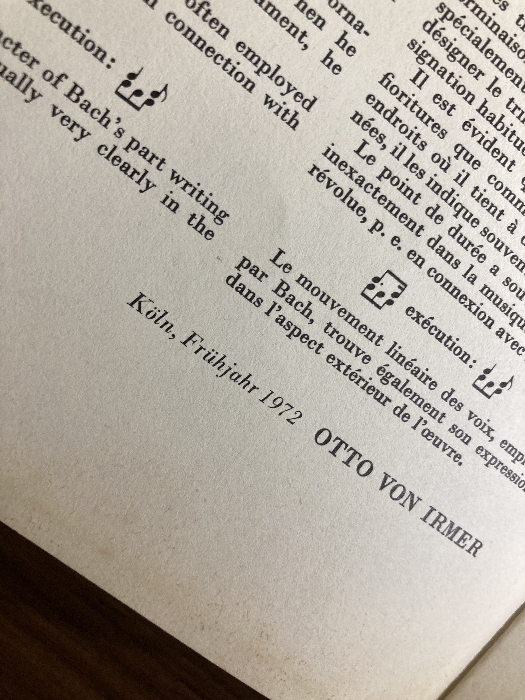 orna-
nen he
ament, he
often employed
connection with
xecution:
cter of Bach's part writing
ually very clearly in the
rminaiso
spécialemen
désigner le tr
signation habitu
Il est évident
fioritures que comm
endroits où il tient à
nées, il les indique souven
Le point de durée a sou
inexactement dans la musiqu
révolue, p. e. en connexion avec
exécution:
Le mouvement linéaire des voix, emp
par Bach, trouve également son expressio
dans l'aspect extérieur de l'œuvre.
Köln, Frühjahr 1972
OTTO VON IRMER